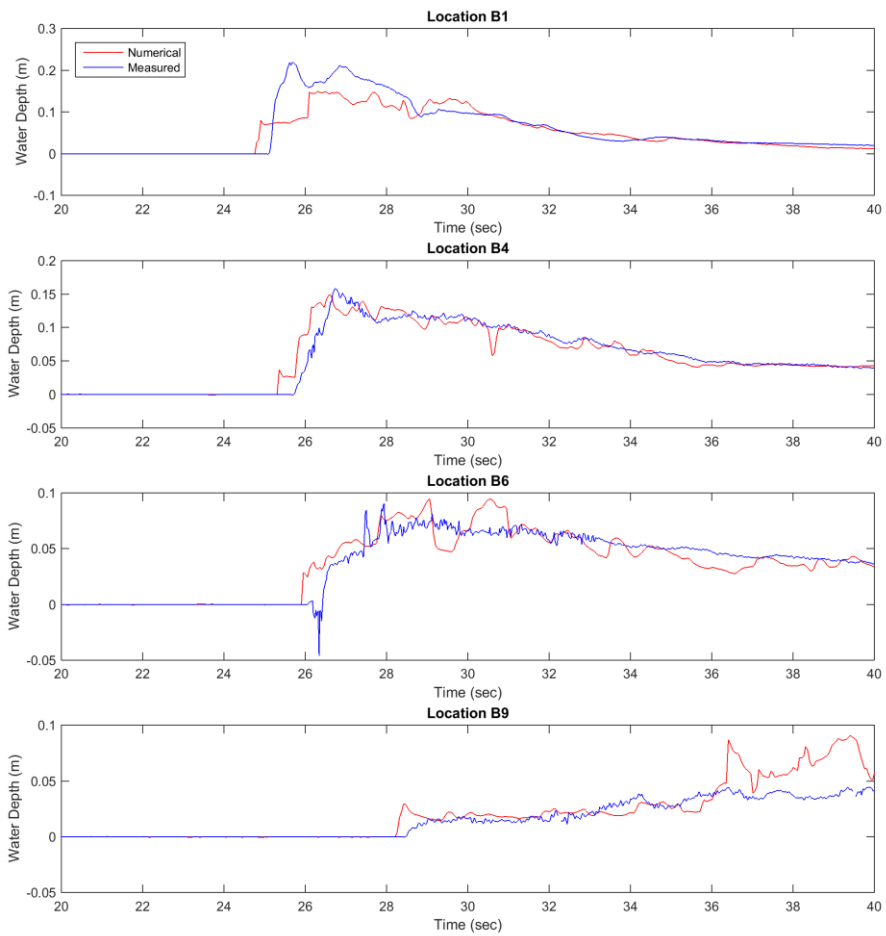 Location B1
0.3
0.2
0.1
0
-0.1
Water Depth (m)
Numerical
Measured
20 22 24 26 28 30 32 34 36 38 40
Time (sec)
Location B4
0.2
0.15
0.1
0.05
0
-0.05
Water Depth (m)
20 22 24 26 28 30 32 34 36 38 40
Time (sec)
Location B6
0.1
0.05
0
-0.05
Water Depth (m)
20 22 24 26 28 30 32 34 36 38 40
Time (sec)
Location B9
0.1
0.05
0
-0.05
Water Depth (m)
20 22 24 26 28 30 32 34 36 38 40
Time (sec)